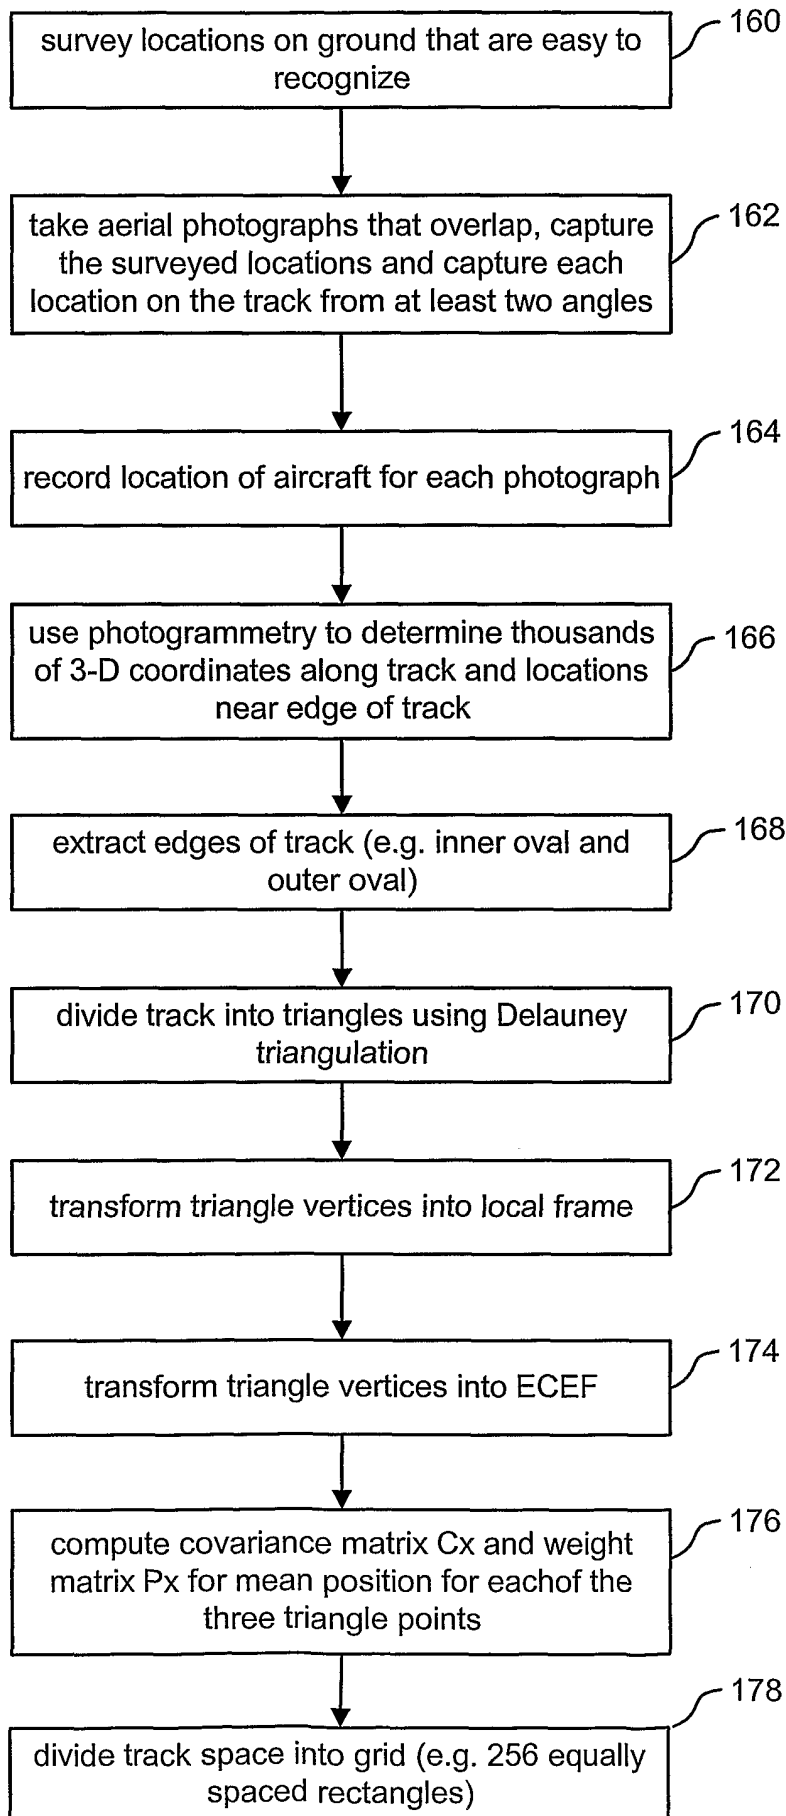 survey locations on ground that are easy to
recognize
160
take aerial photographs that overlap, capture
the surveyed locations and capture each
location on the track from at least two angles
162
record location of aircraft for each photograph
164
use photogrammetry to determine thousands
of 3-D coordinates along track and locations
near edge of track
166
extract edges of track (e.g. inner oval and
outer oval)
168
divide track into triangles using Delauney
triangulation
170
transform triangle vertices into local frame
172
transform triangle vertices into ECEF
174
compute covariance matrix Cx and weight
matrix Px for mean position for eachof the
three triangle points
176
divide track space into grid (e.g. 256 equally
spaced rectangles)
178